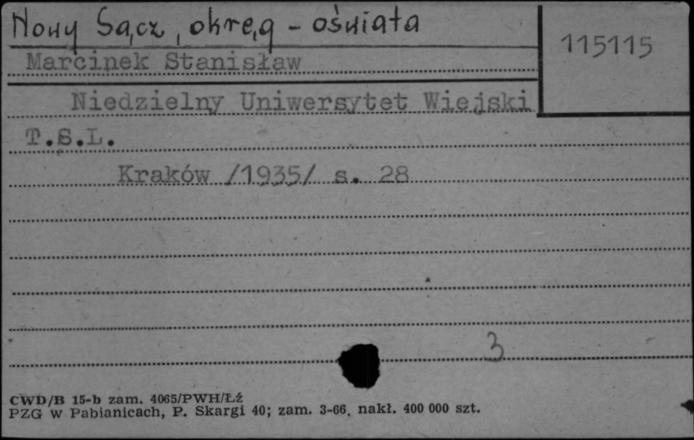 Nowy Sącz, okręg - oświata
115115
Marcinek Stanisław
Niedzielny Uniwersytet Wiejski
T.S.L.
Kraków /1935/ s. 28
3
CWD/B 15-b zam. 4065/PWH/Łź
PZG w Pabianicach, P. Skargi 40; zam. 3-66, nakł. 400 000 szt.